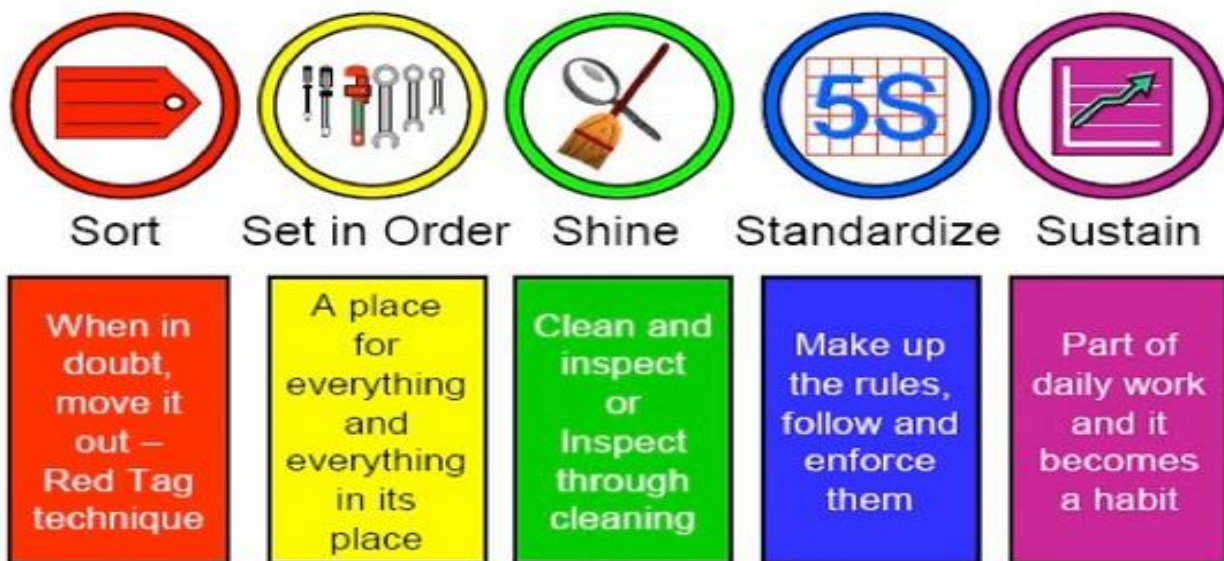 5S
Sort
Set in Order
Shine
Standardize
Sustain
When in
doubt,
move it
out –
Red Tag
technique
A place
for
everything
and
everything
in its
place
Clean and
inspect
or
Inspect
through
cleaning
Make up
the rules,
follow and
enforce
them
Part of
daily work
and it
becomes
a habit